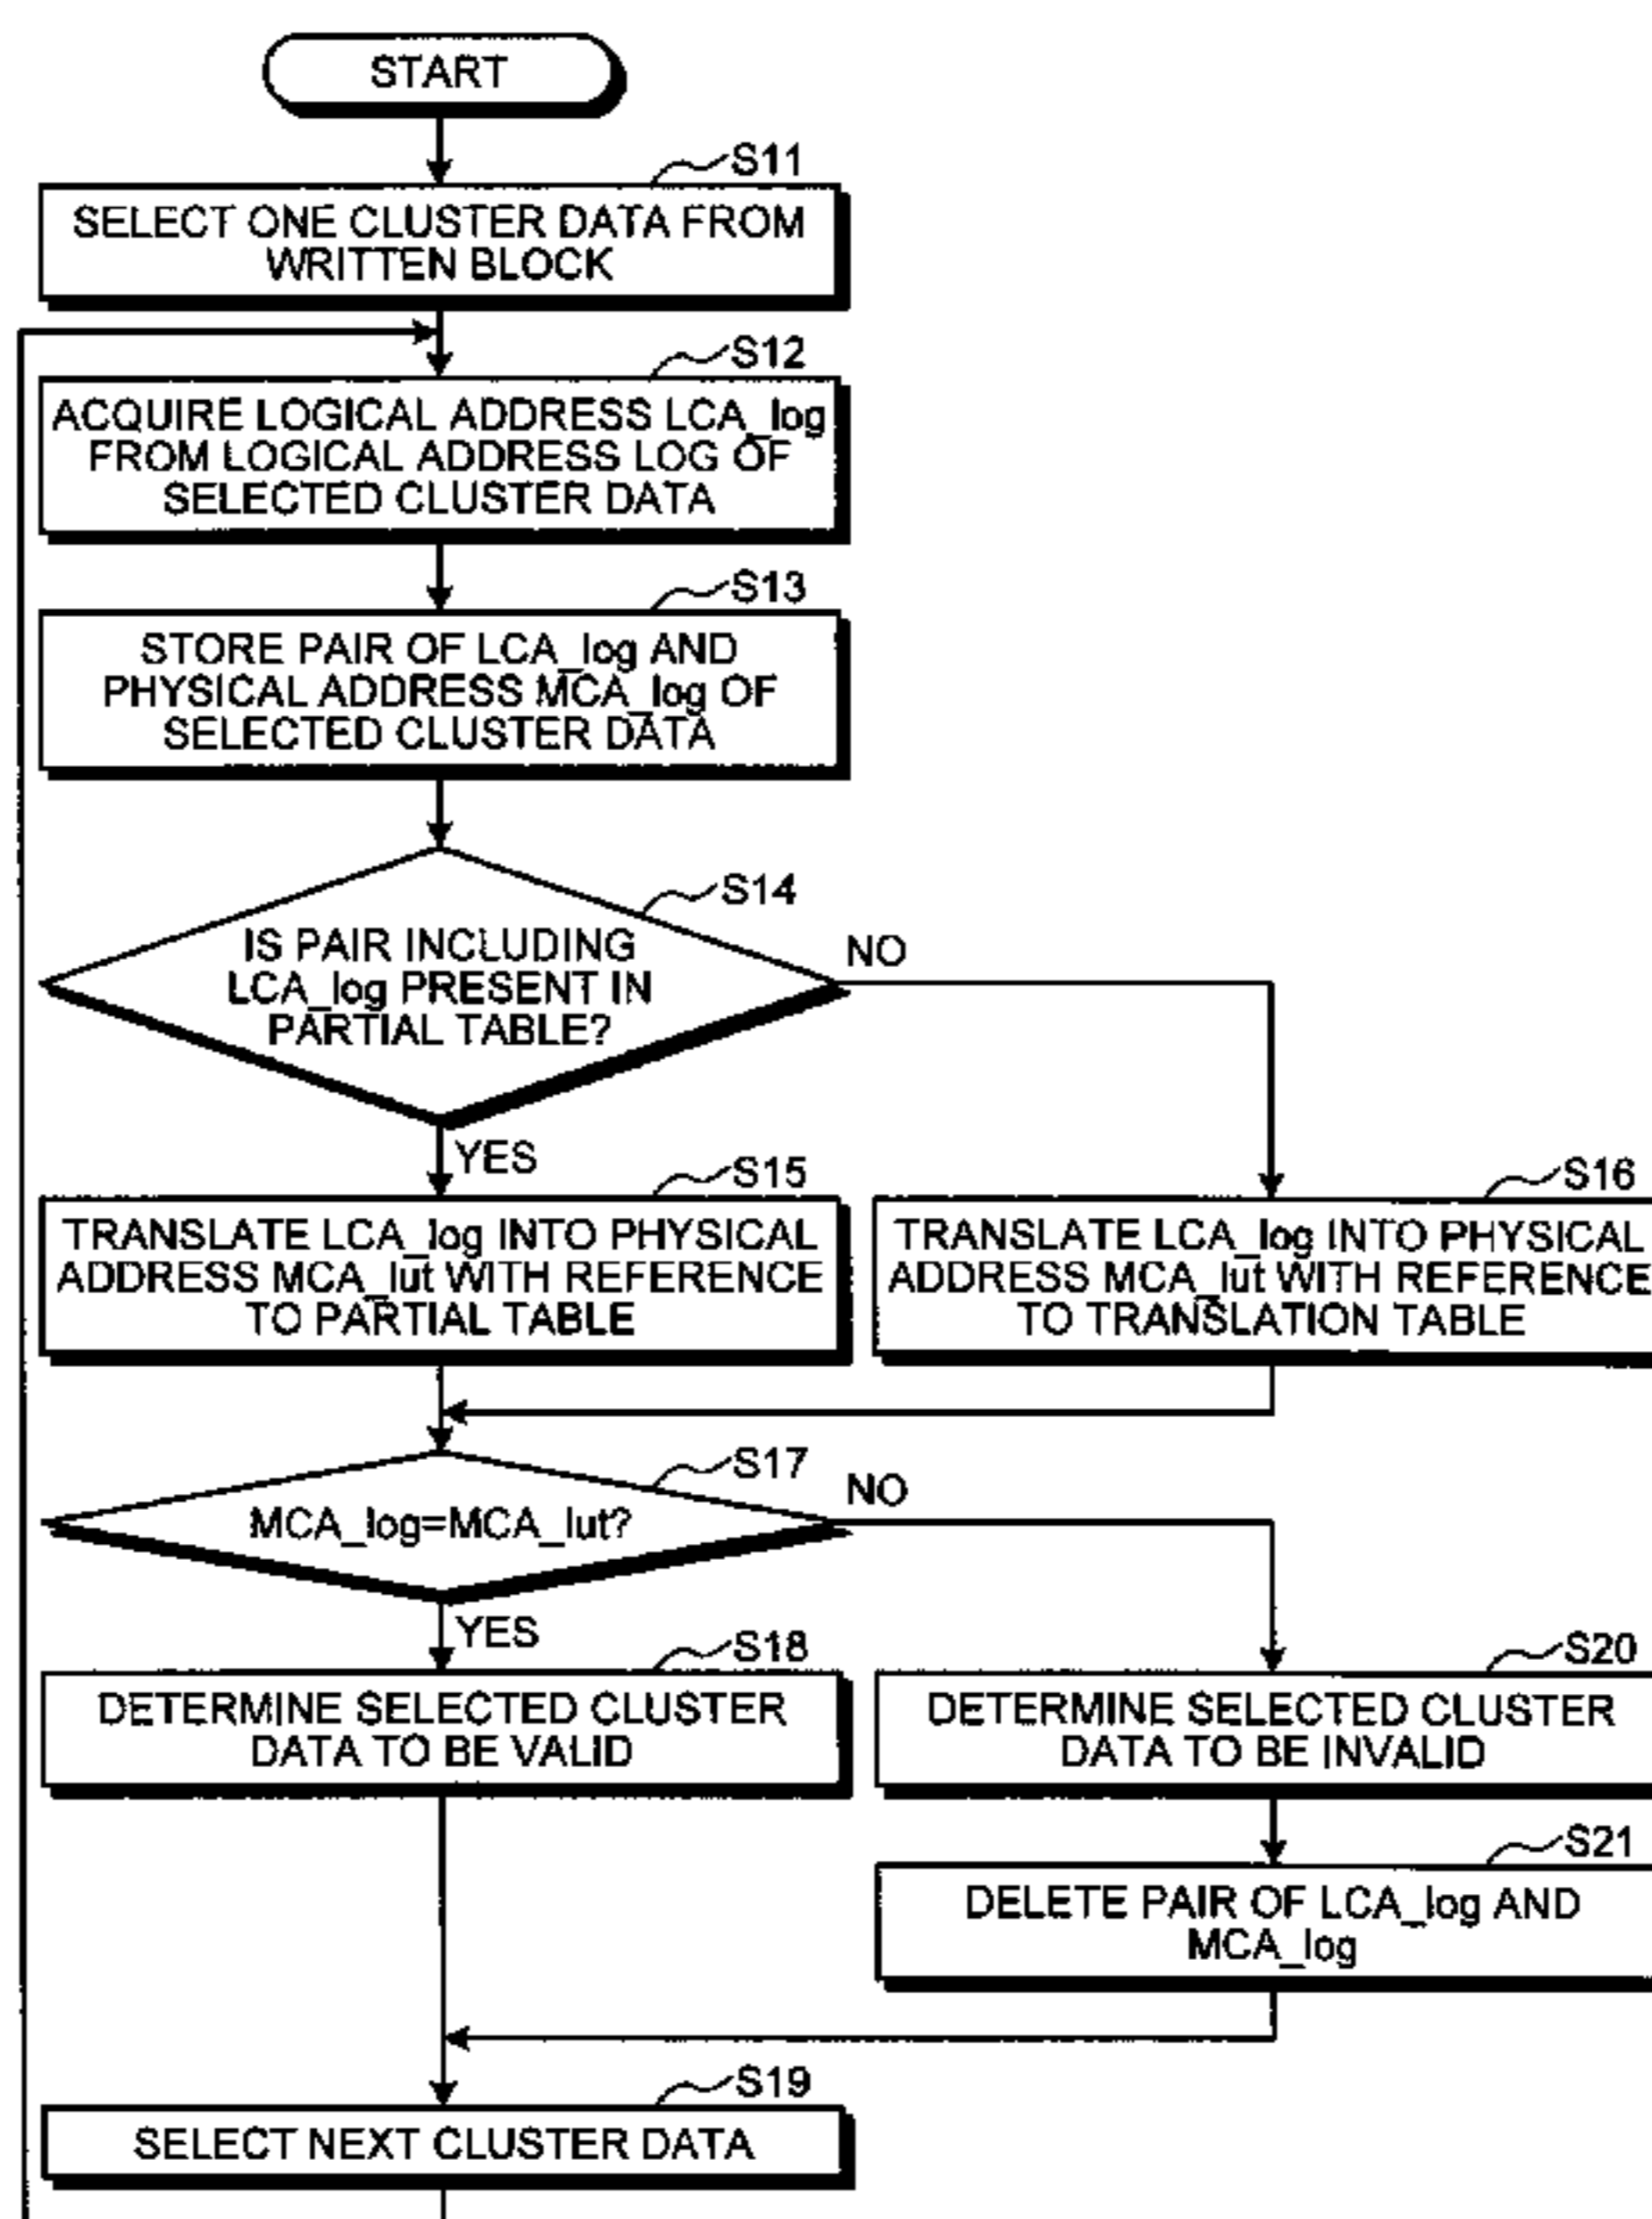 START
S11
SELECT ONE CLUSTER DATA FROM
WRITTEN BLOCK
S12
ACQUIRE LOGICAL ADDRESS LCA_log
FROM LOGICAL ADDRESS LOG OF
SELECTED CLUSTER DATA
S13
STORE PAIR OF LCA_log AND
PHYSICAL ADDRESS MCA_log OF
SELECTED CLUSTER DATA
S14
IS PAIR INCLUDING
LCA_log PRESENT IN
PARTIAL TABLE?
NO
YES
S15
TRANSLATE LCA_log INTO PHYSICAL
ADDRESS MCA_lut WITH REFERENCE
TO PARTIAL TABLE
S16
TRANSLATE LCA_log INTO PHYSICAL
ADDRESS MCA_lut WITH REFERENCE
TO TRANSLATION TABLE
S17
MCA_log=MCA_lut?
NO
YES
S18
DETERMINE SELECTED CLUSTER
DATA TO BE VALID
S20
DETERMINE SELECTED CLUSTER
DATA TO BE INVALID
S21
DELETE PAIR OF LCA_log AND
MCA_log
S19
SELECT NEXT CLUSTER DATA